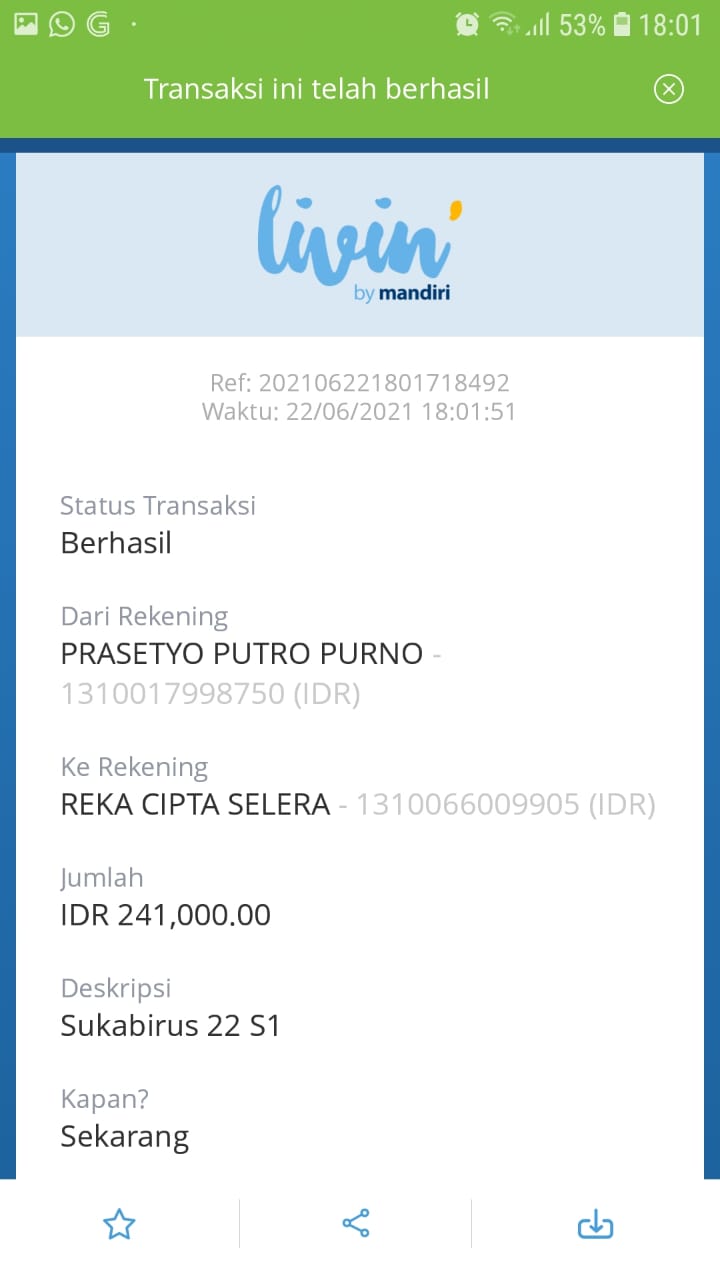 53% 18:01
Transaksi ini telah berhasil
livin'
by mandiri
Ref: 202106221801718492
Waktu: 22/06/2021 18:01:51
Status Transaksi
Berhasil
Dari Rekening
PRASETYO PUTRO PURNO -
1310017998750 (IDR)
Ke Rekening
REKA CIPTA SELERA - 1310066009905 (IDR)
Jumlah
IDR 241,000.00
Deskripsi
Sukabirus 22 S1
Kapan?
Sekarang